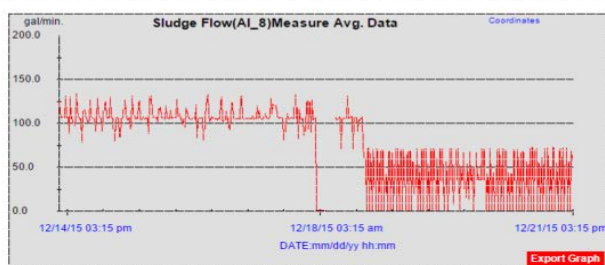 gal/min. Sludge Flow(AI_8)Measure Avg. Data Coordinates
200.0
150.0
100.0
50.0
0.0
12/14/15 03:15 pm 12/18/15 03:15 am 12/21/15 03:15 pm
DATE:mm/dd/yy hh:mm
Export Graph